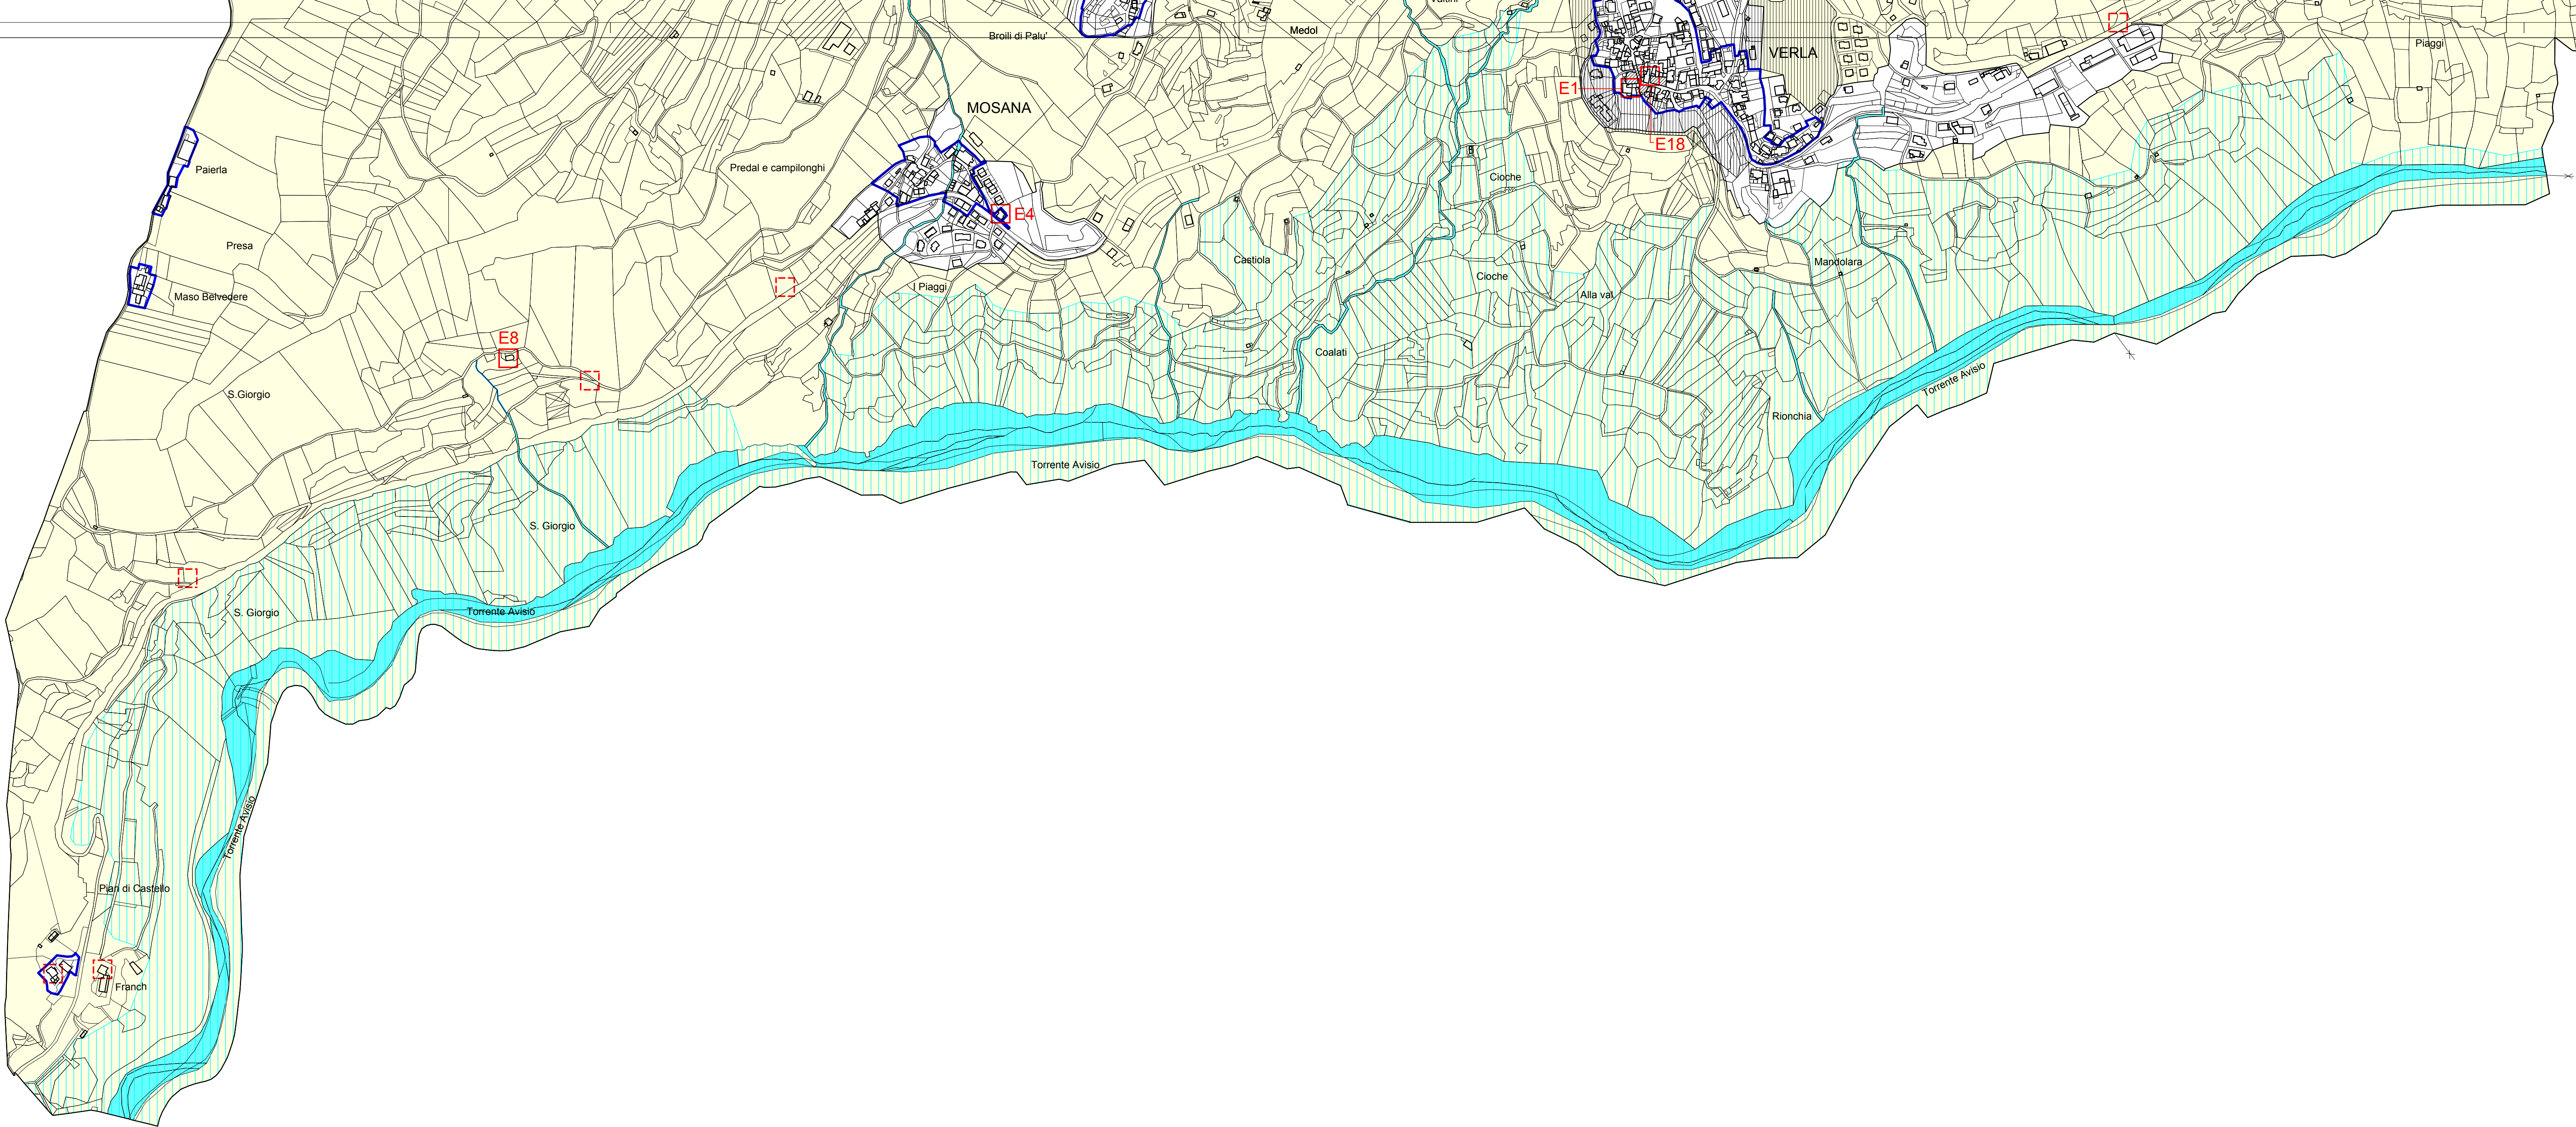 Broili di Palu'
Medol
VERLA
Piaggi
E1
MOSANA
E18
Paierla
Predal e campilonghi
Cioche
E4
Presa
Castiola
Mandolara
Cioche
I Piaggi
Alla val
Maso Belvedere
E8
Coalati
Torrente Avisio
S.Giorgio
Rionchia
Torrente Avisio
S. Giorgio
Torrente Avisio
S. Giorgio
Torrente Avisio
Pian di Castello
Franch